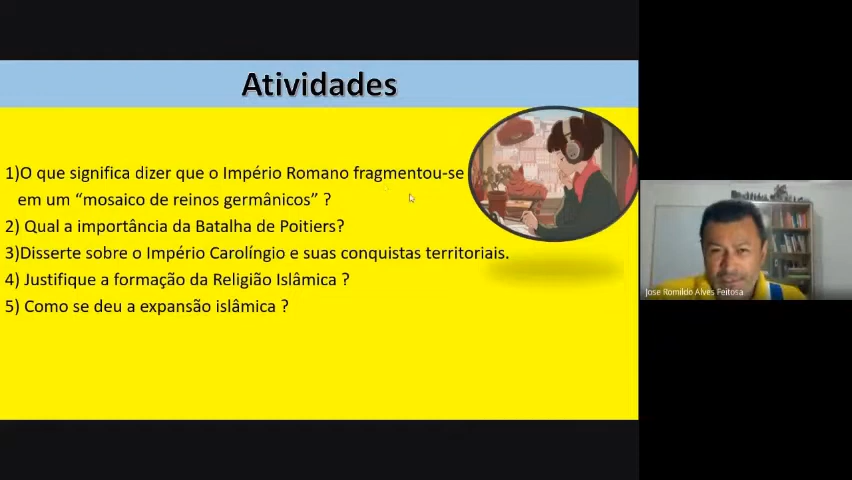 Atividades
1)O que significa dizer que o Império Romano fragmentou-se
em um “mosaico de reinos germânicos” ?
2) Qual a importância da Batalha de Poitiers?
3)Disserte sobre o Império Carolíngio e suas conquistas territoriais.
4) Justifique a formação da Religião Islâmica ?
5) Como se deu a expansão islâmica ?
Jose Romildo Alves Feitosa